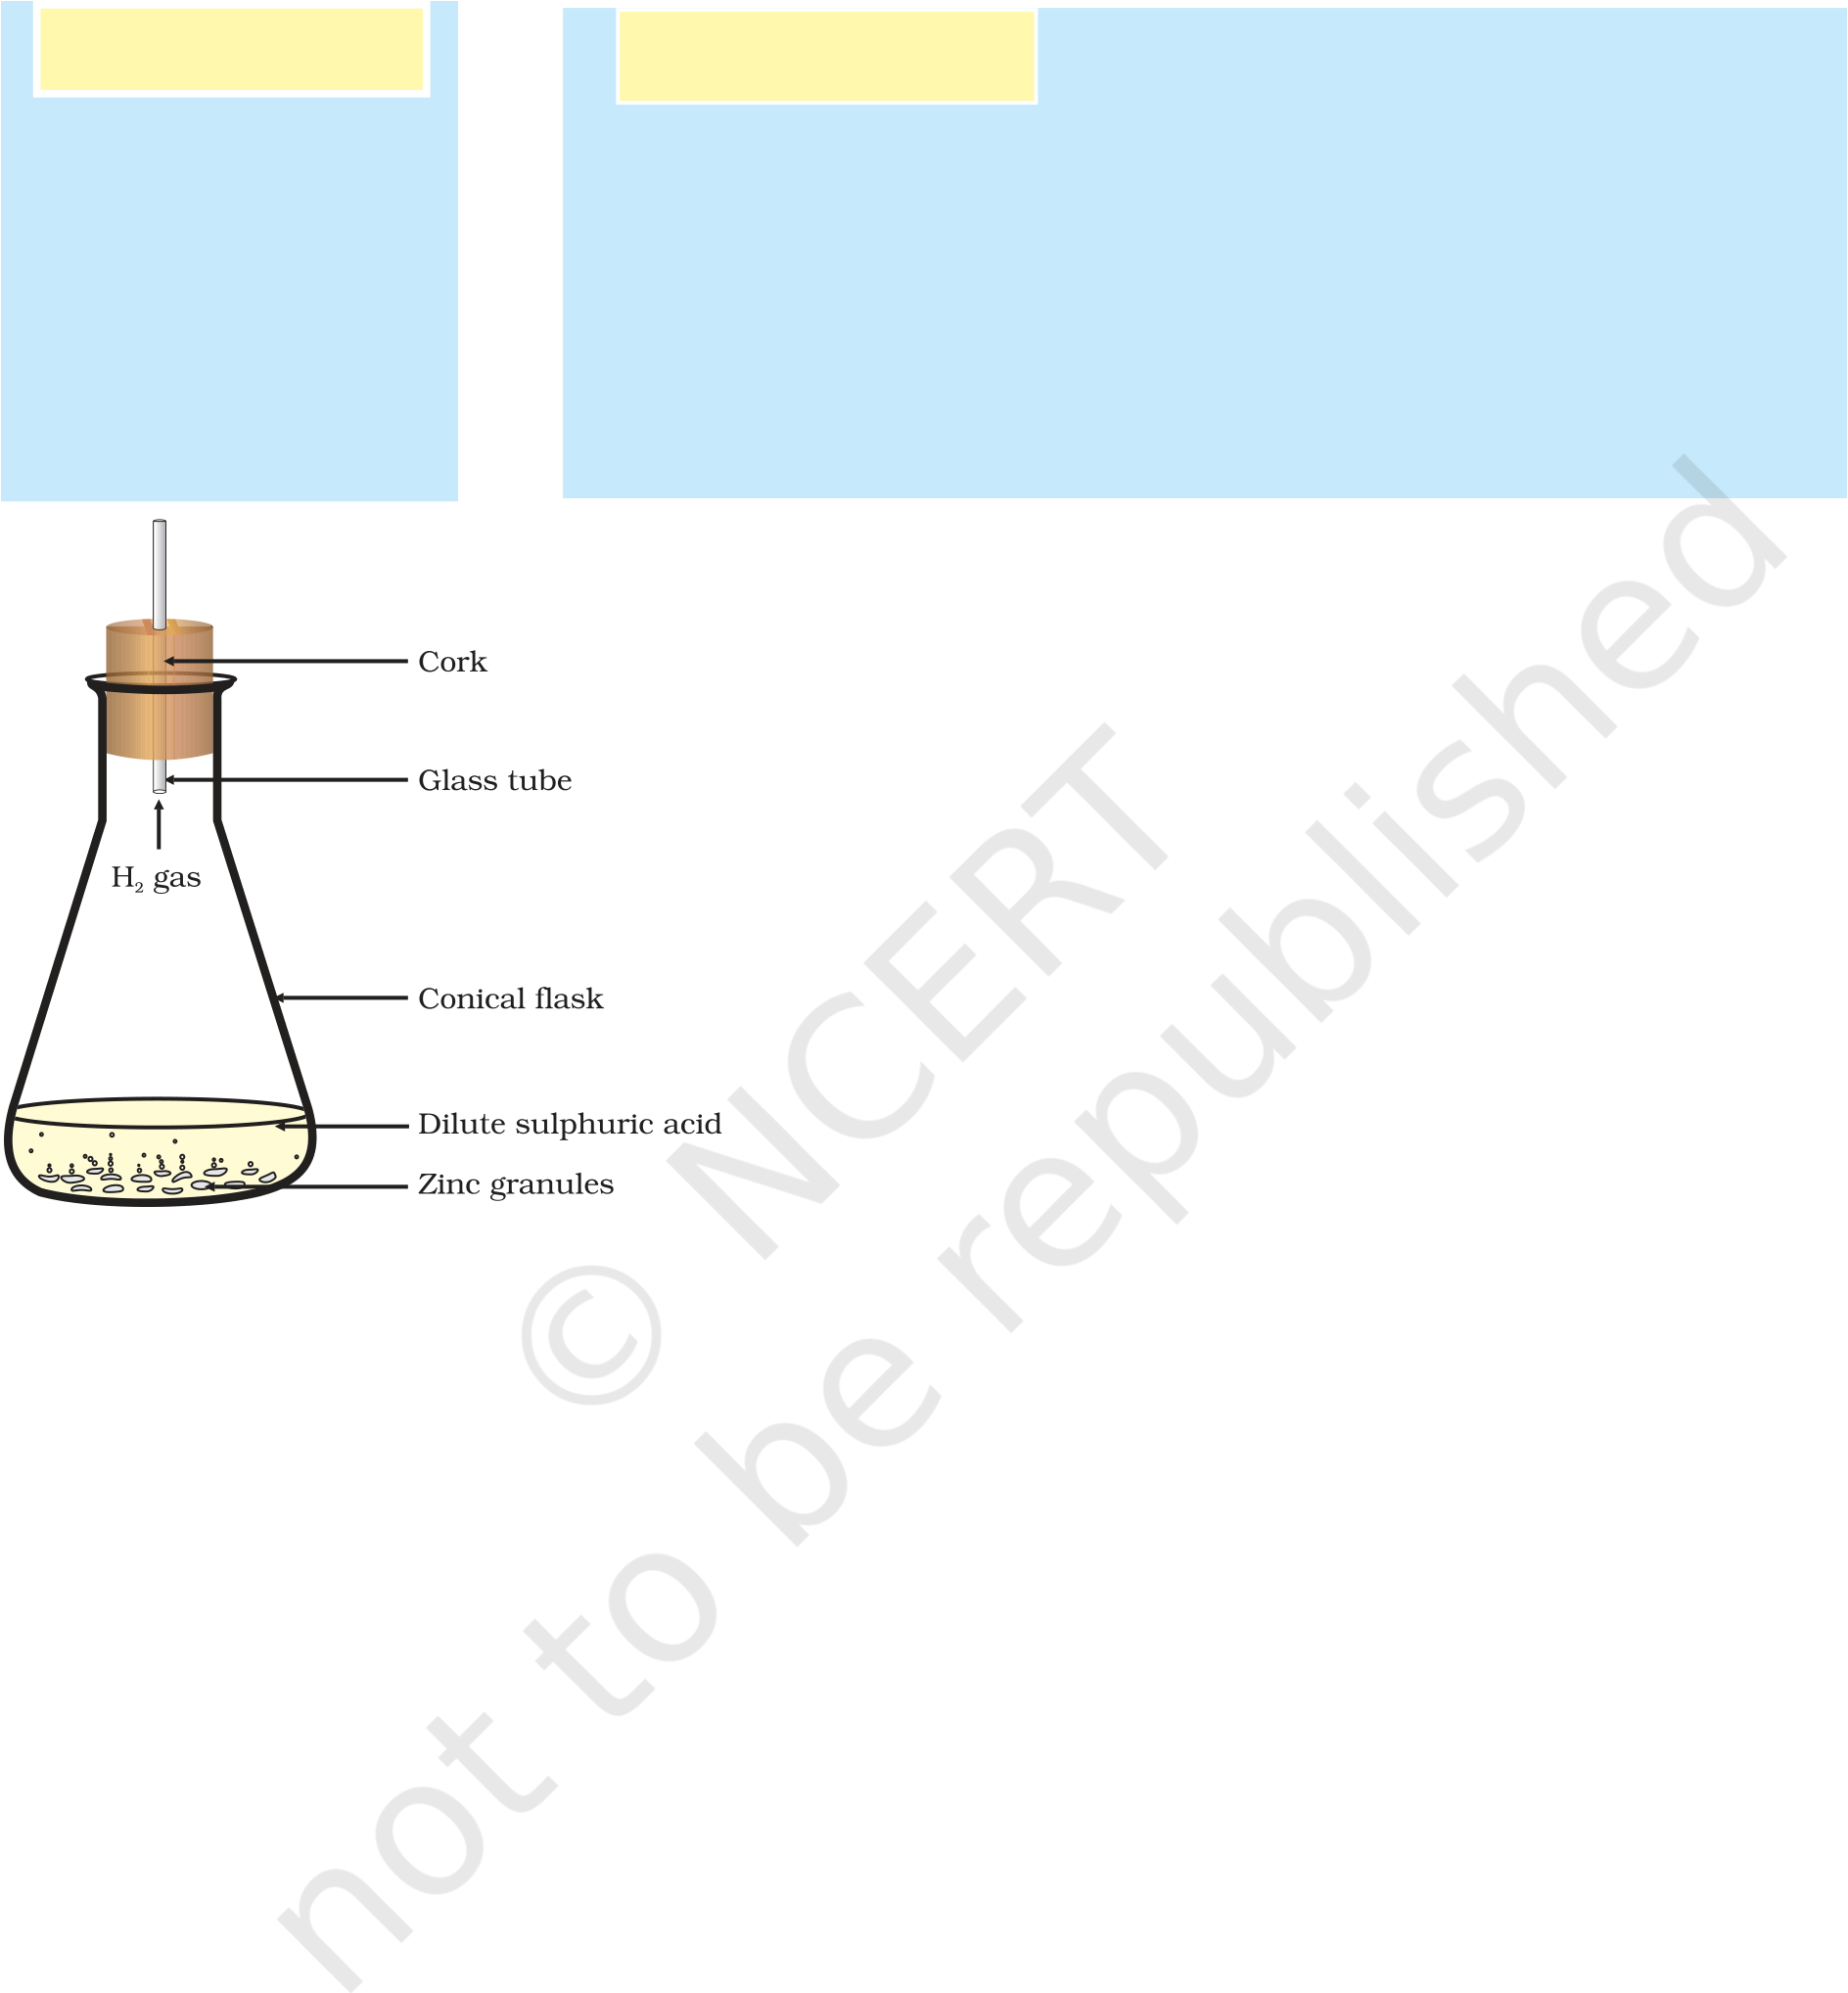 Cork
Glass tube
H₂ gas
Conical flask
Dilute sulphuric acid
Zinc granules
© NCERT
not to be republished